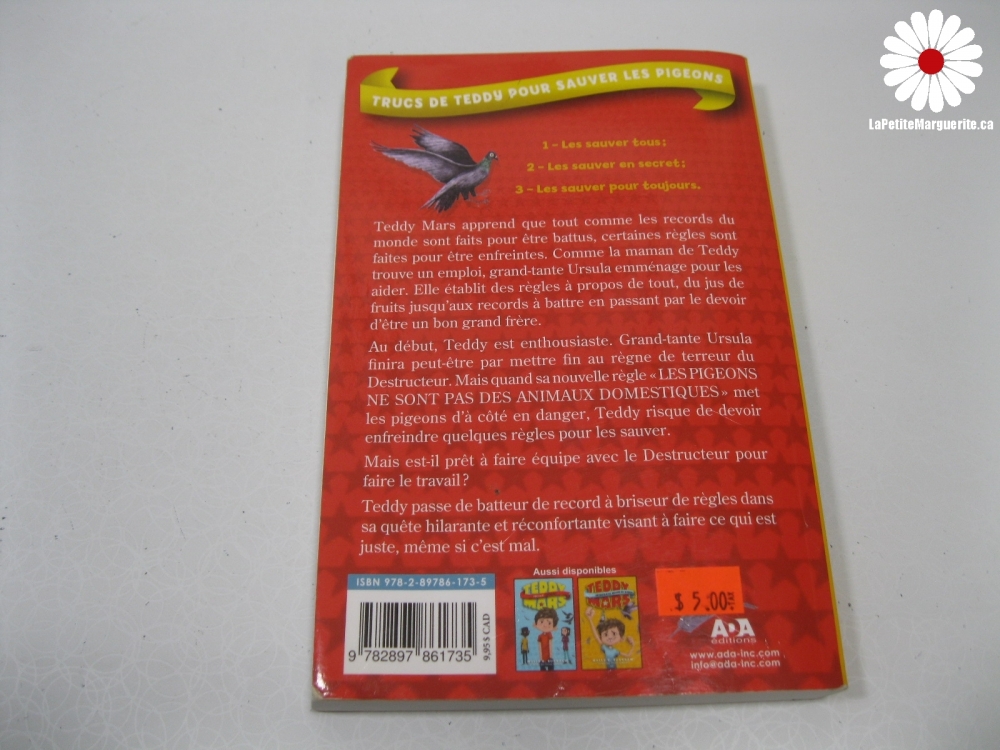 LaPetiteMarguerite.ca
TRUCS DE TEDDY POUR SAUVER LES PIGEONS
1 – Les sauver tous;
2 – Les sauver en secret;
3 – Les sauver pour toujours.
Teddy Mars apprend que tout comme les records du
monde sont faits pour être battus, certaines règles sont
faites pour être enfreintes. Comme la maman de Teddy
trouve un emploi, grand-tante Ursula emménage pour les
aider. Elle établit des règles à propos de tout, du jus de
fruits jusqu'aux records à battre en passant par le devoir
d'être un bon grand frère.
Au début, Teddy est enthousiaste. Grand-tante Ursula
finira peut-être par mettre fin au règne de terreur du
Destructeur. Mais quand sa nouvelle règle « LES PIGEONS
NE SONT PAS DES ANIMAUX DOMESTIQUES » met
les pigeons d'à côté en danger, Teddy risque de devoir
enfreindre quelques règles pour les sauver.
Mais est-il prêt à faire équipe avec le Destructeur pour
faire le travail ?
Teddy passe de batteur de record à briseur de règles dans
sa quête hilarante et réconfortante visant à faire ce qui est
juste, même si c'est mal.
Aussi disponibles
ISBN 978-2-89786-173-5
9 782897 861735
9,95 $ CAD
TEDDY
MARS
TEDDY
MARS
$ 5.00 +TAX
ADA
éditions
www.ada-inc.com
info@ada-inc.com